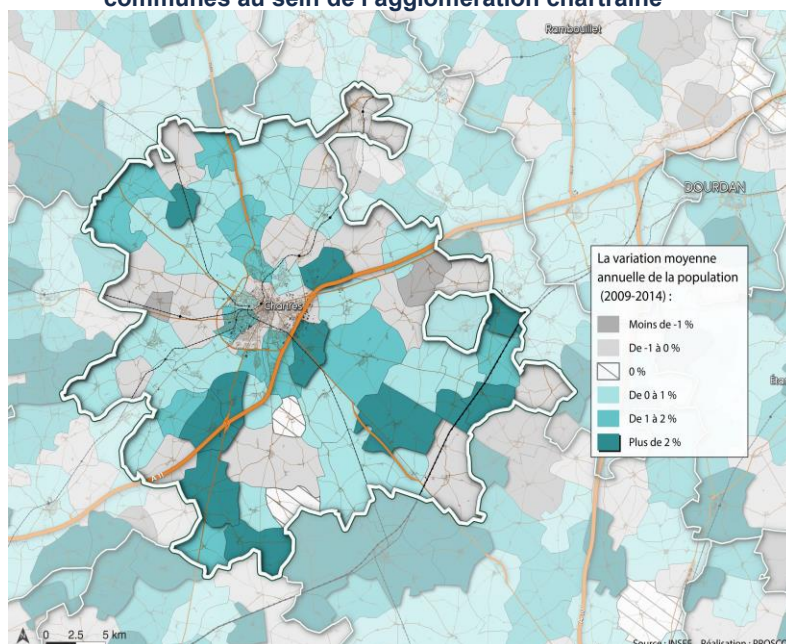 communes au sein de l'agglomération chartraine
Rambouillet
DOURDAN
La variation moyenne
annuelle de la population
(2009-2014) :
Moins de -1 %
De -1 à 0 %
0 %
De 0 à 1 %
De 1 à 2 %
Plus de 2 %
Chartres
A 11
0 2.5 5 km
Source : INSEE - Réalisation : PROSCO